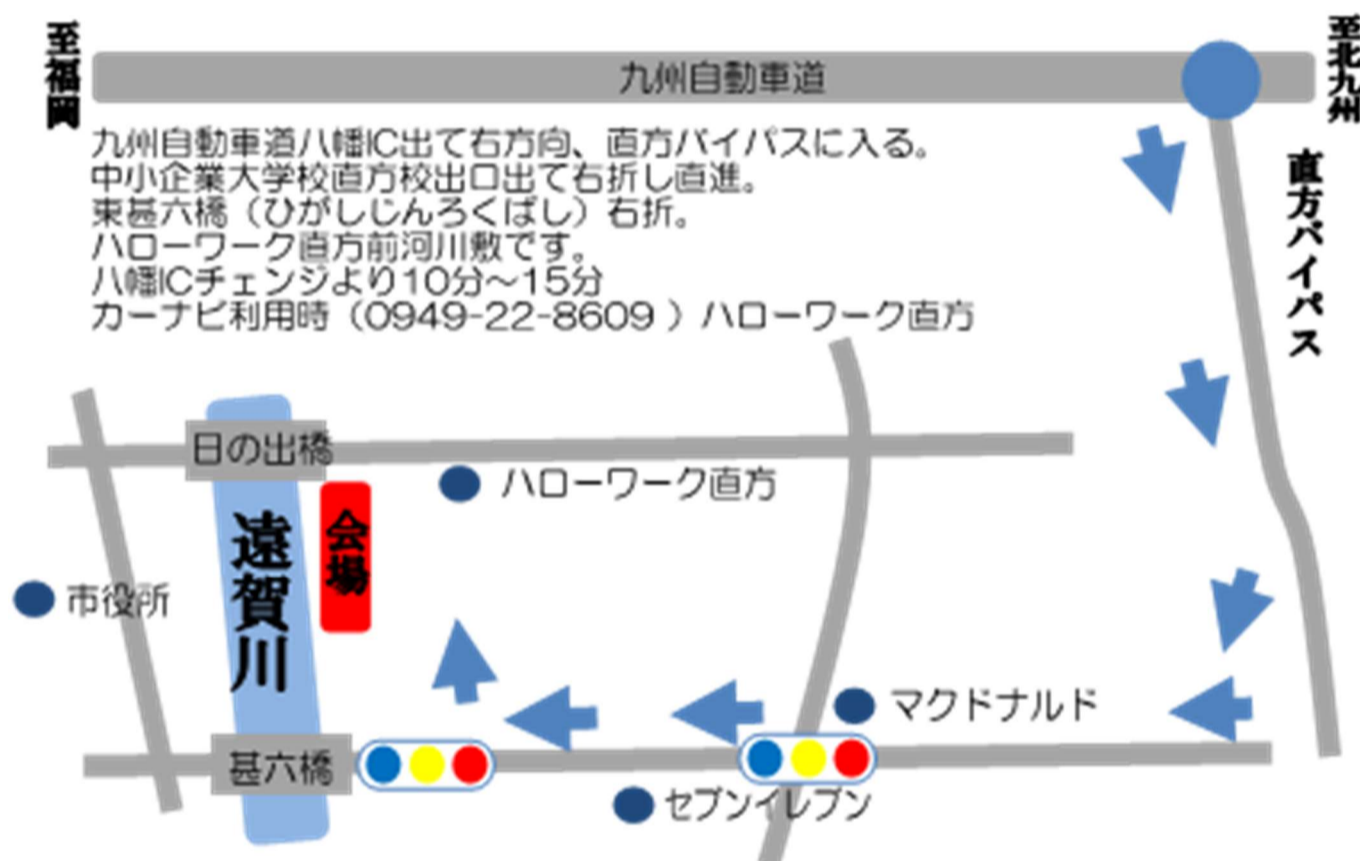 至福岡
九州自動車道
至北九州
九州自動車道八幡IC出て右方向、直方バイパスに入る。
中小企業大学校直方校出口出て右折し直進。
東甚六橋（ひがしじんろくばし）右折。
ハローワーク直方前河川敷です。
八幡ICチェンジより10分～15分
カーナビ利用時（0949-22-8609 ）ハローワーク直方
直方バイパス
日の出橋
ハローワーク直方
会場
遠賀川
市役所
マクドナルド
甚六橋
セブンイレブン